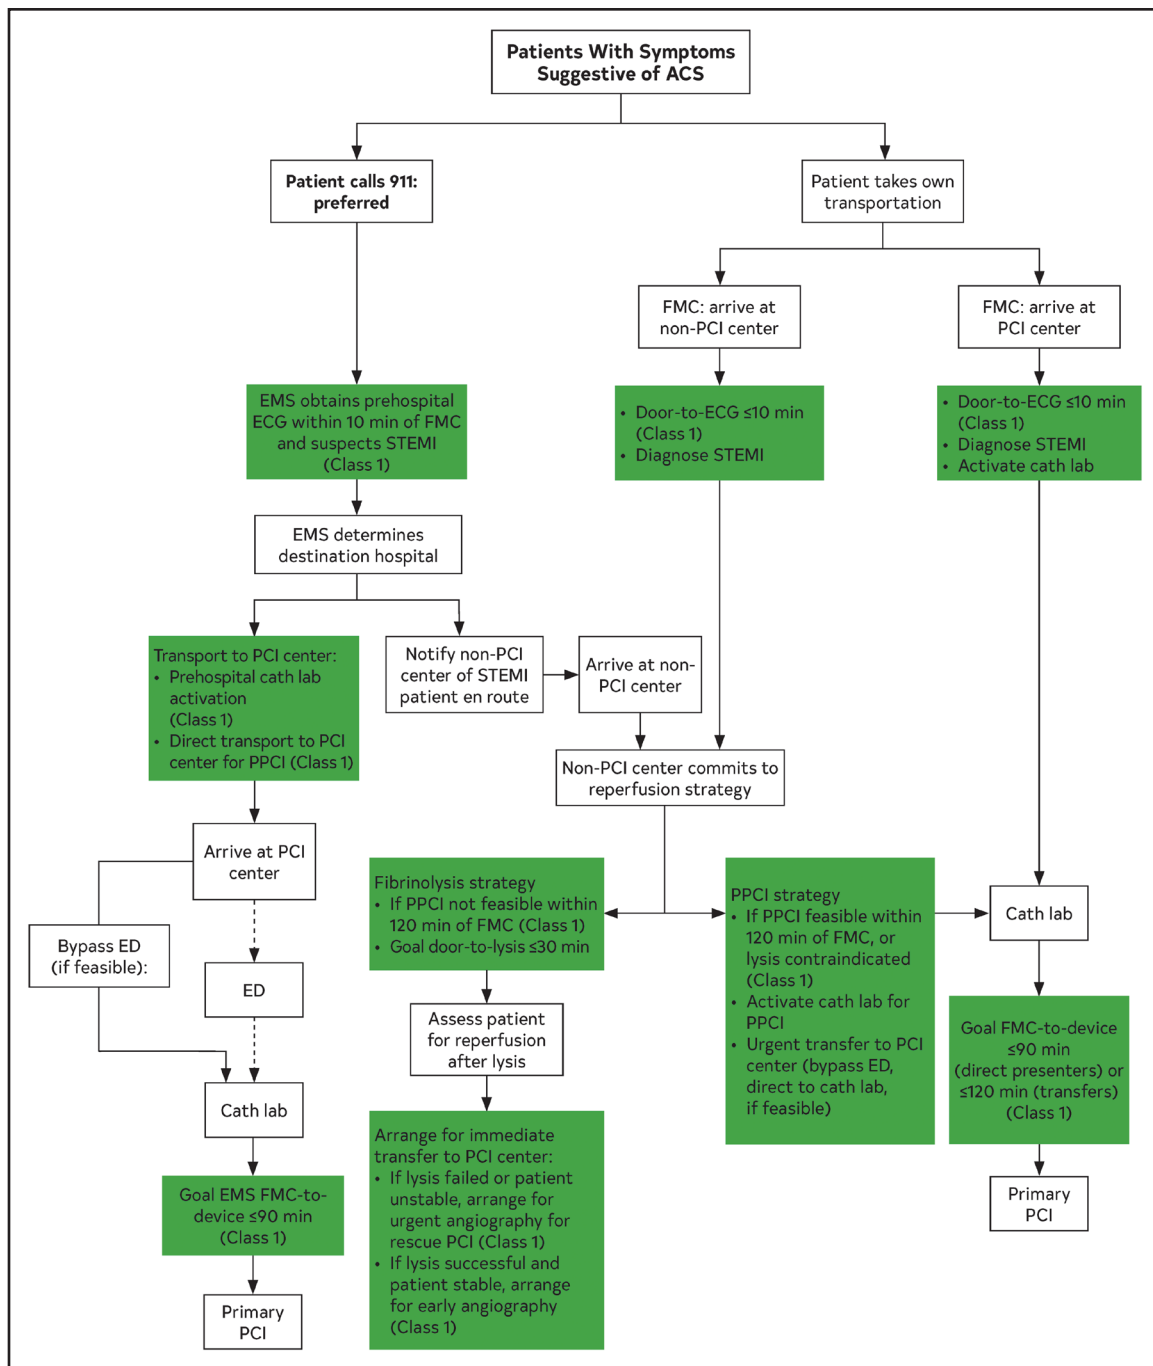 Patients With Symptoms
Suggestive of ACS
Patient calls 911:
preferred
Patient takes own
transportation
FMC: arrive at
non-PCI center
FMC: arrive at
PCI center
EMS obtains prehospital
ECG within 10 min of FMC
and suspects STEMI
(Class 1)
• Door-to-ECG ≤10 min
(Class 1)
• Diagnose STEMI
• Door-to-ECG ≤10 min
(Class 1)
• Diagnose STEMI
• Activate cath lab
EMS determines
destination hospital
Transport to PCI center:
• Prehospital cath lab
activation
(Class 1)
• Direct transport to PCI
center for PPCI (Class 1)
Notify non-PCI
center of STEMI
patient en route
Arrive at non-
PCI center
Non-PCI center commits to
reperfusion strategy
Arrive at PCI
center
Bypass ED
(if feasible):
ED
Cath lab
Goal EMS FMC-to-
device ≤90 min
(Class 1)
Primary
PCI
Fibrinolysis strategy
• If PPCI not feasible within
120 min of FMC (Class 1)
• Goal door-to-lysis ≤30 min
Assess patient
for reperfusion
after lysis
Arrange for immediate
transfer to PCI center:
• If lysis failed or patient
unstable, arrange for
urgent angiography for
rescue PCI (Class 1)
• If lysis successful and
patient stable, arrange
for early angiography
(Class 1)
PPCI strategy
• If PPCI feasible within
120 min of FMC, or
lysis contraindicated
(Class 1)
• Activate cath lab for
PPCI
• Urgent transfer to PCI
center (bypass ED,
direct to cath lab,
if feasible)
Cath lab
Goal FMC-to-device
≤90 min
(direct presenters) or
≤120 min (transfers)
(Class 1)
Primary
PCI